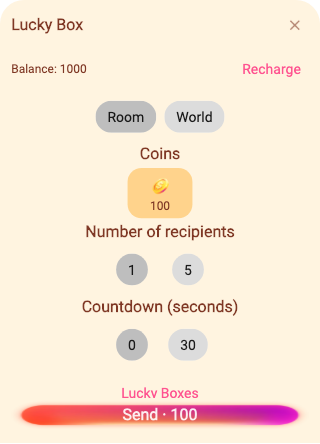 Lucky Box
Balance: 1000
Recharge
Room World
Coins
100
Number of recipients
1 5
Countdown (seconds)
0 30
Lucky Boxes
Send · 100